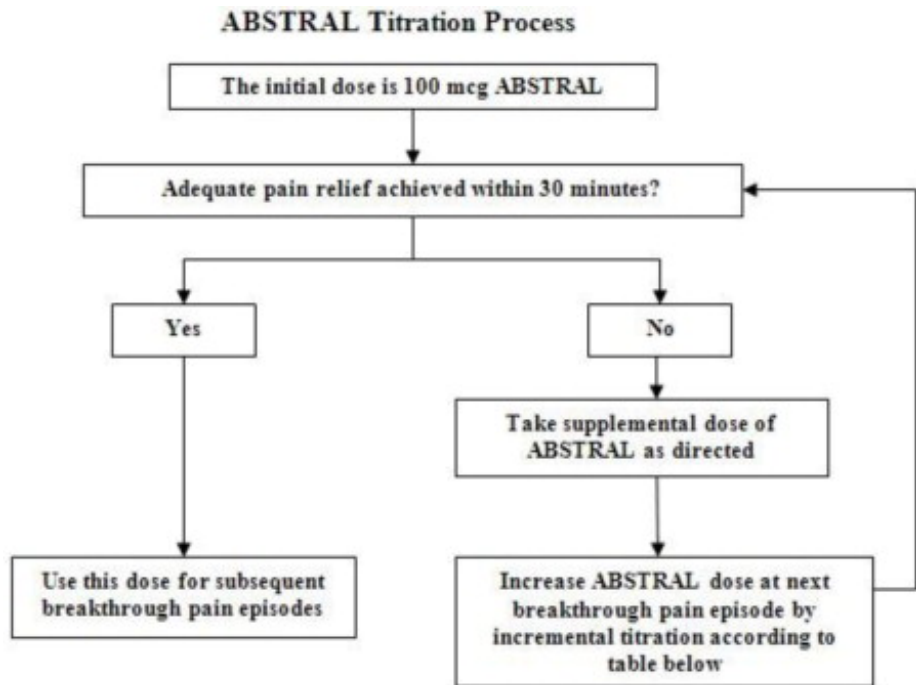 ABSTRAL Titration Process
The initial dose is 100 mcg ABSTRAL
Adequate pain relief achieved within 30 minutes?
Yes
No
Take supplemental dose of
ABSTRAL as directed
Use this dose for subsequent
breakthrough pain episodes
Increase ABSTRAL dose at next
breakthrough pain episode by
incremental titration according to
table below